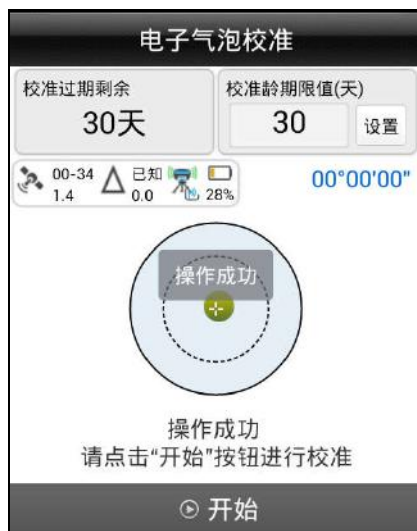 电子气泡校准
校准过期剩余
30天
校准龄期限值(天)
30
设置
00-34
1.4
已知
0.0
28%
00°00'00"
操作成功
操作成功
请点击“开始”按钮进行校准
开始